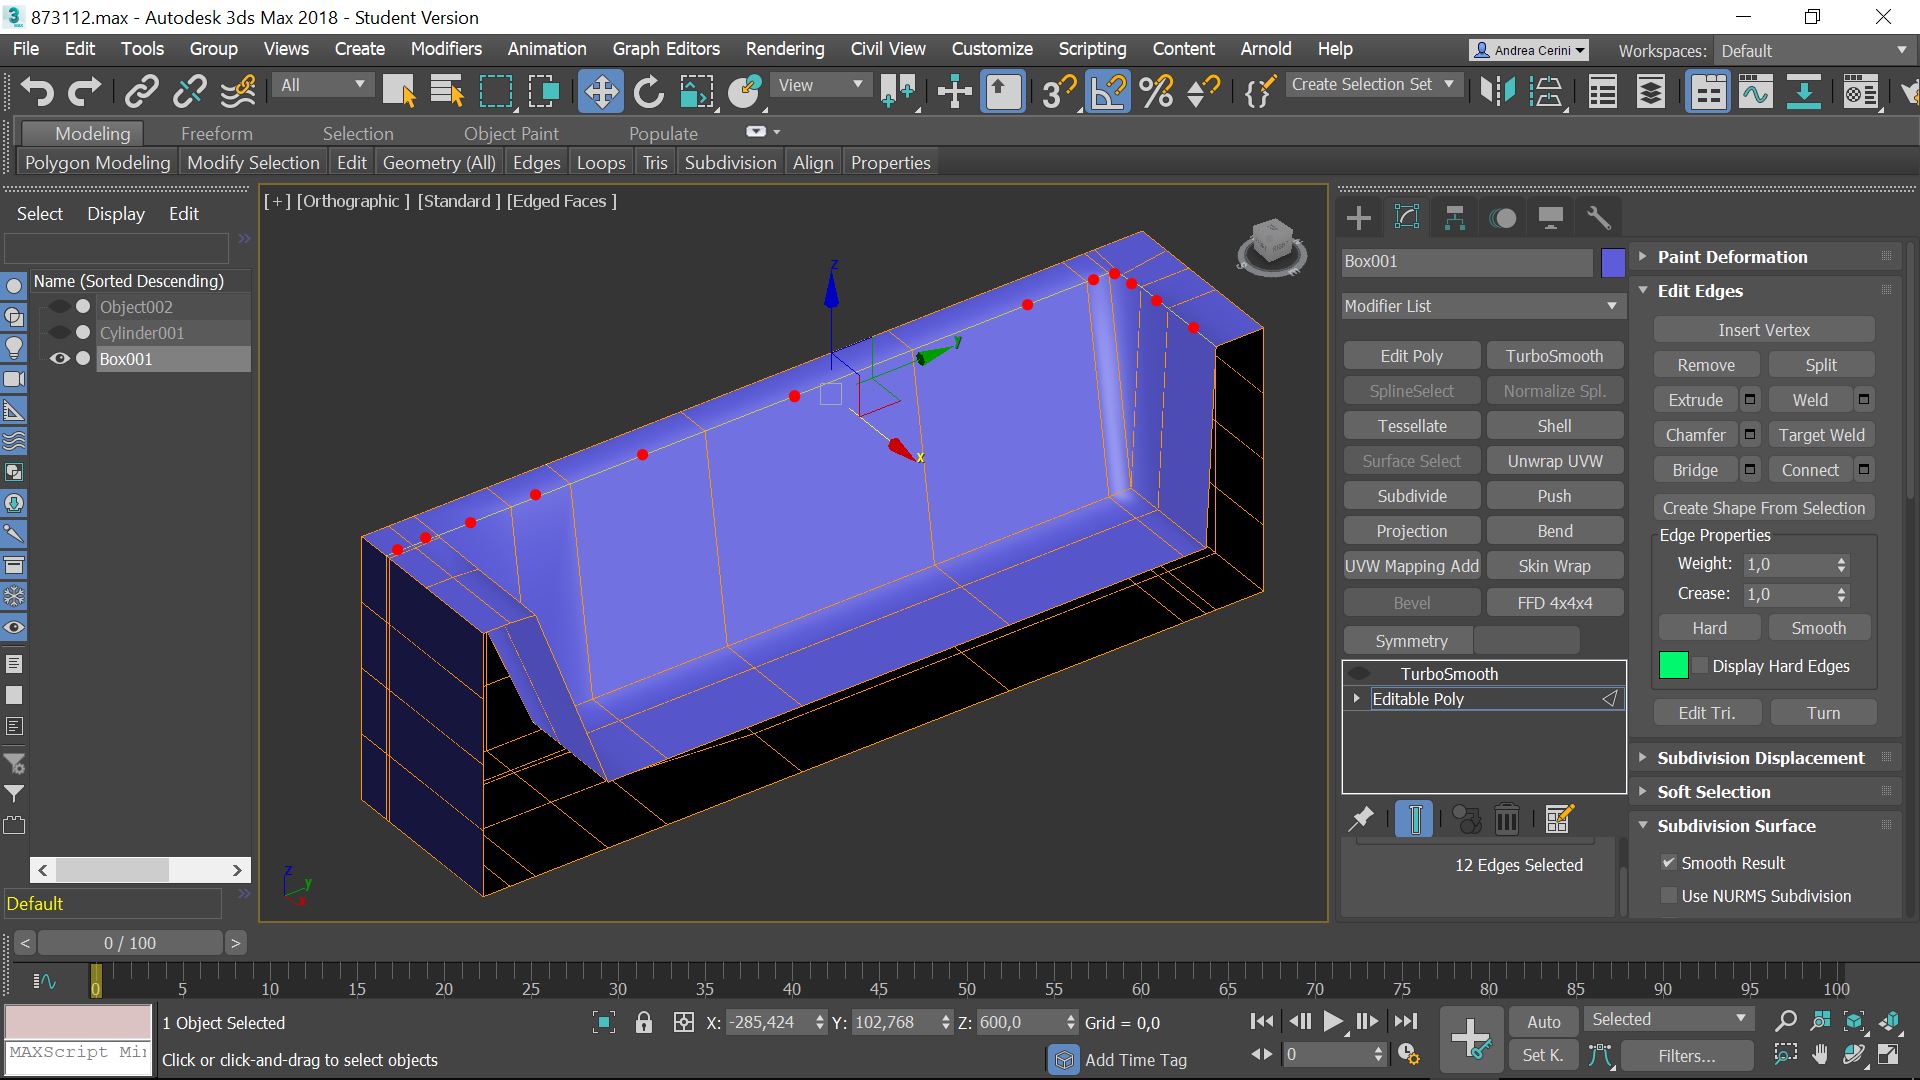 873112.max - Autodesk 3ds Max 2018 - Student Version
File Edit Tools Group Views Create Modifiers Animation Graph Editors Rendering Civil View Customize Scripting Content Arnold Help Andrea Cerini Workspaces: Default
All View Create Selection Set
Modeling Freeform Selection Object Paint Populate
Polygon Modeling Modify Selection Edit Geometry (All) Edges Loops Tris Subdivision Align Properties
Select Display Edit
Name (Sorted Descending)
Object002
Cylinder001
Box001
Default
[ + ] [Orthographic ] [Standard ] [Edged Faces ]
z
y
x
z
y
x
Box001
Modifier List
Edit Poly TurboSmooth
SplineSelect Normalize Spl.
Tessellate Shell
Surface Select Unwrap UVW
Subdivide Push
Projection Bend
UVW Mapping Add Skin Wrap
Bevel FFD 4x4x4
Symmetry
TurboSmooth
Editable Poly
12 Edges Selected
Paint Deformation
Edit Edges
Insert Vertex
Remove Split
Extrude Weld
Chamfer Target Weld
Bridge Connect
Create Shape From Selection
Edge Properties
Weight: 1,0
Crease: 1,0
Hard Smooth
Display Hard Edges
Edit Tri. Turn
Subdivision Displacement
Soft Selection
Subdivision Surface
Smooth Result
Use NURMS Subdivision
< 0 / 100 >
0 5 10 15 20 25 30 35 40 45 50 55 60 65 70 75 80 85 90 95 100
1 Object Selected X: -285,424 Y: 102,768 Z: 600,0 Grid = 0,0 Auto Selected
MAXScript Mi Click or click-and-drag to select objects Add Time Tag 0 Set K. Filters...